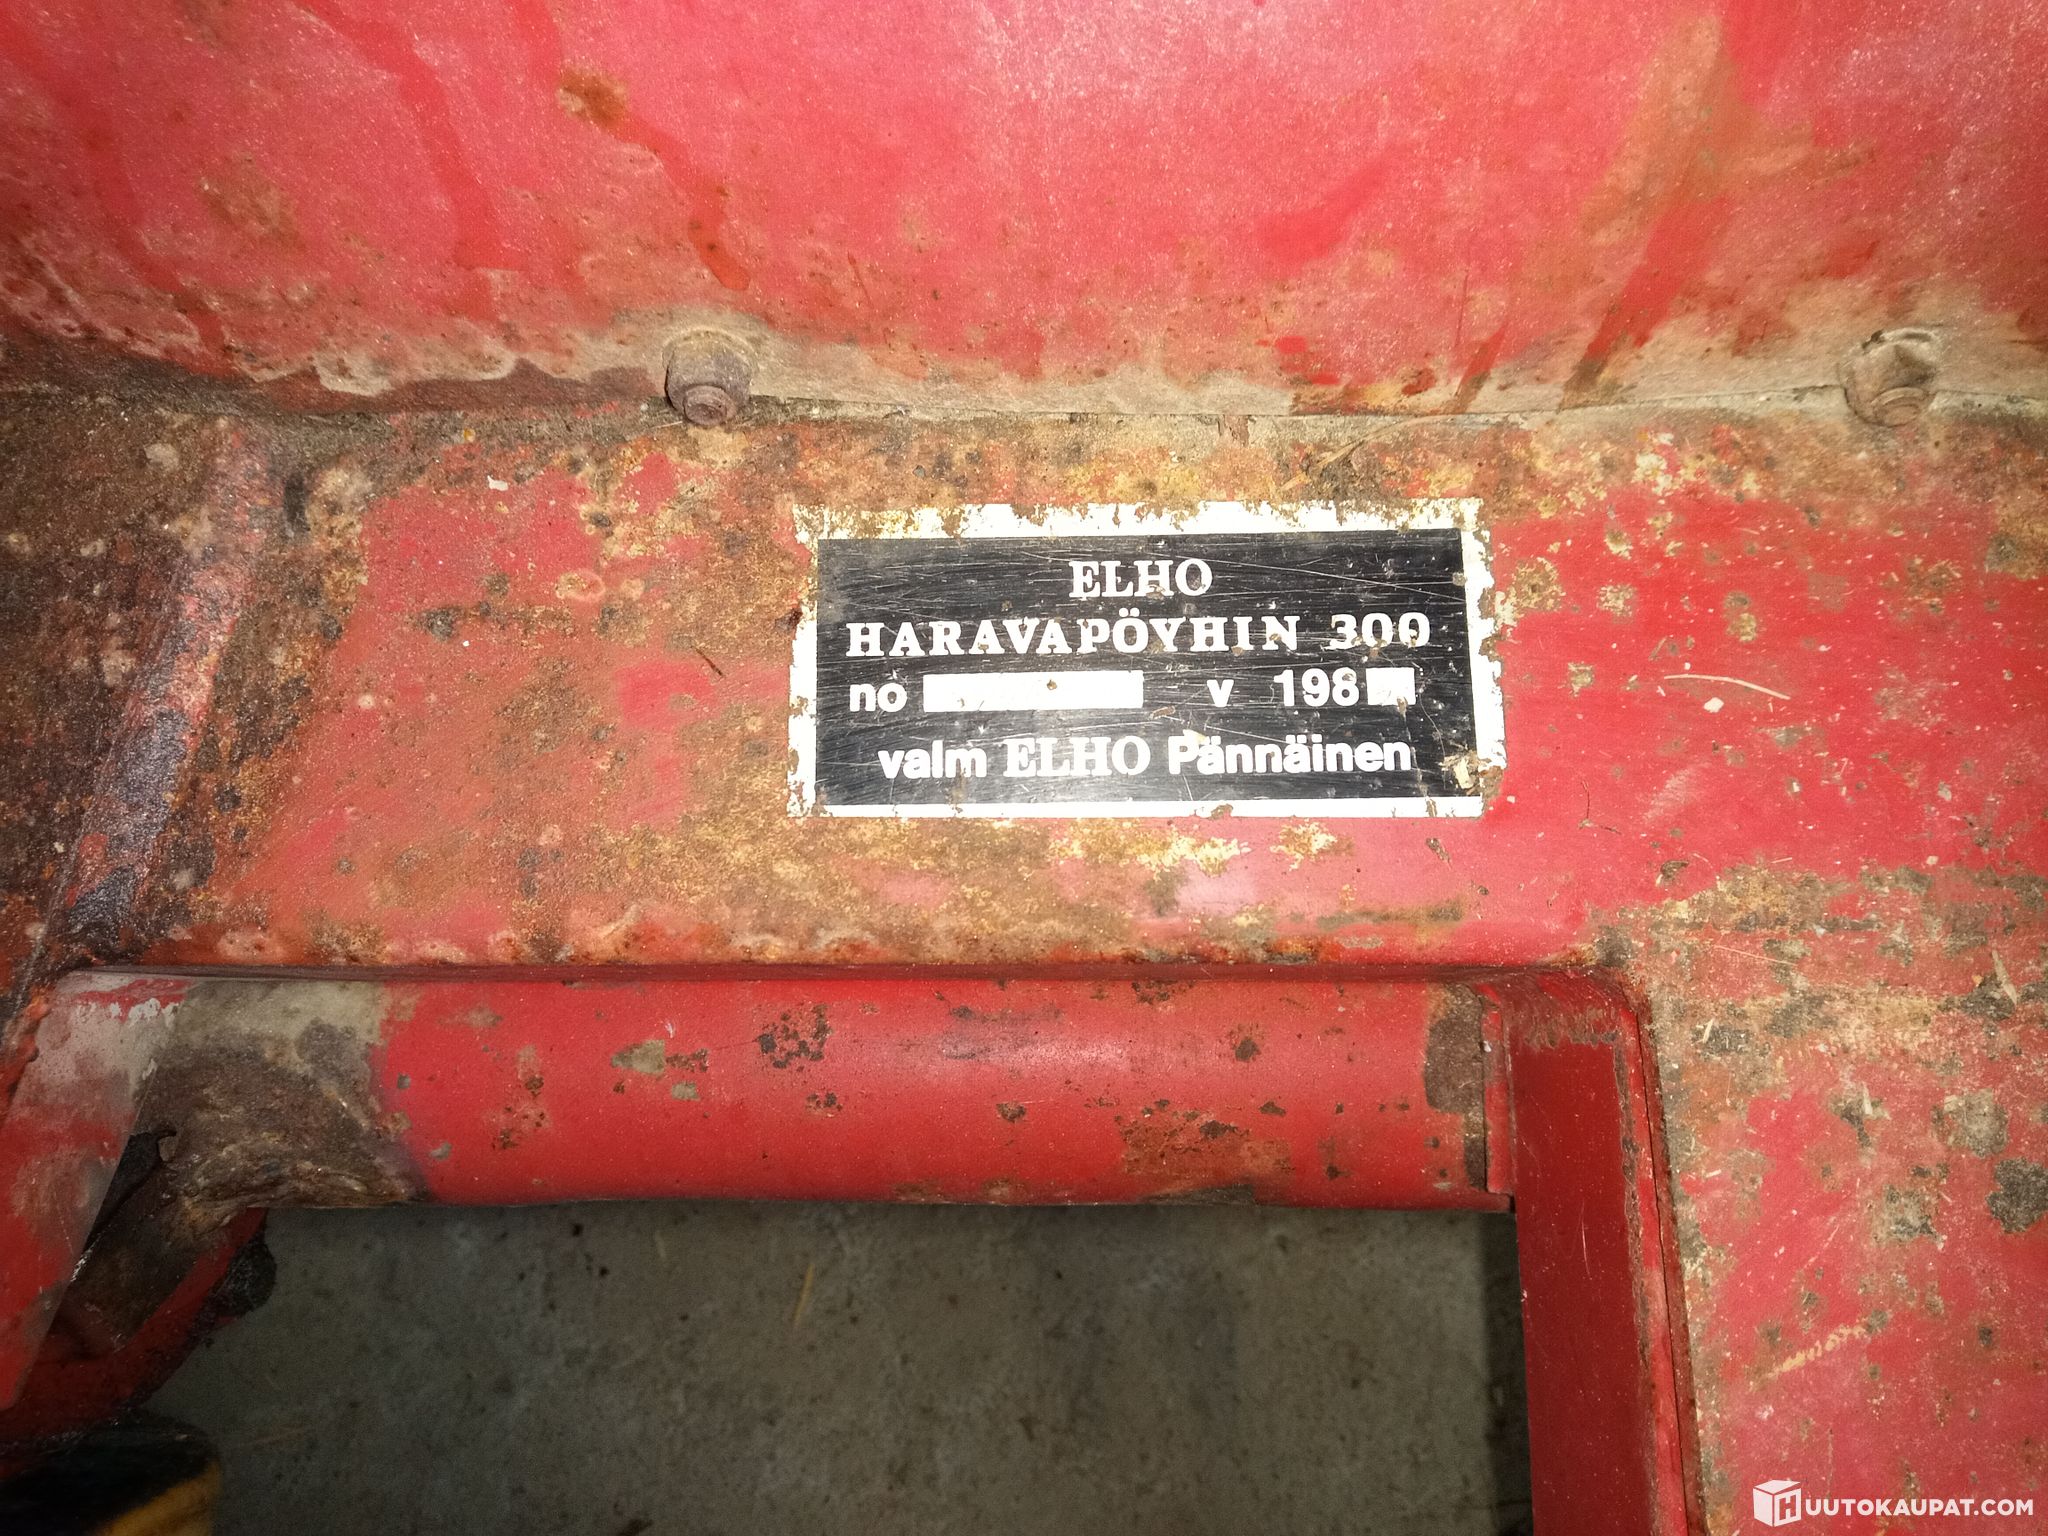 ELHO
HARAVAPÖYHIN 300
no v 198
valm ELHO Pännäinen
HUUTOKAUPAT.COM